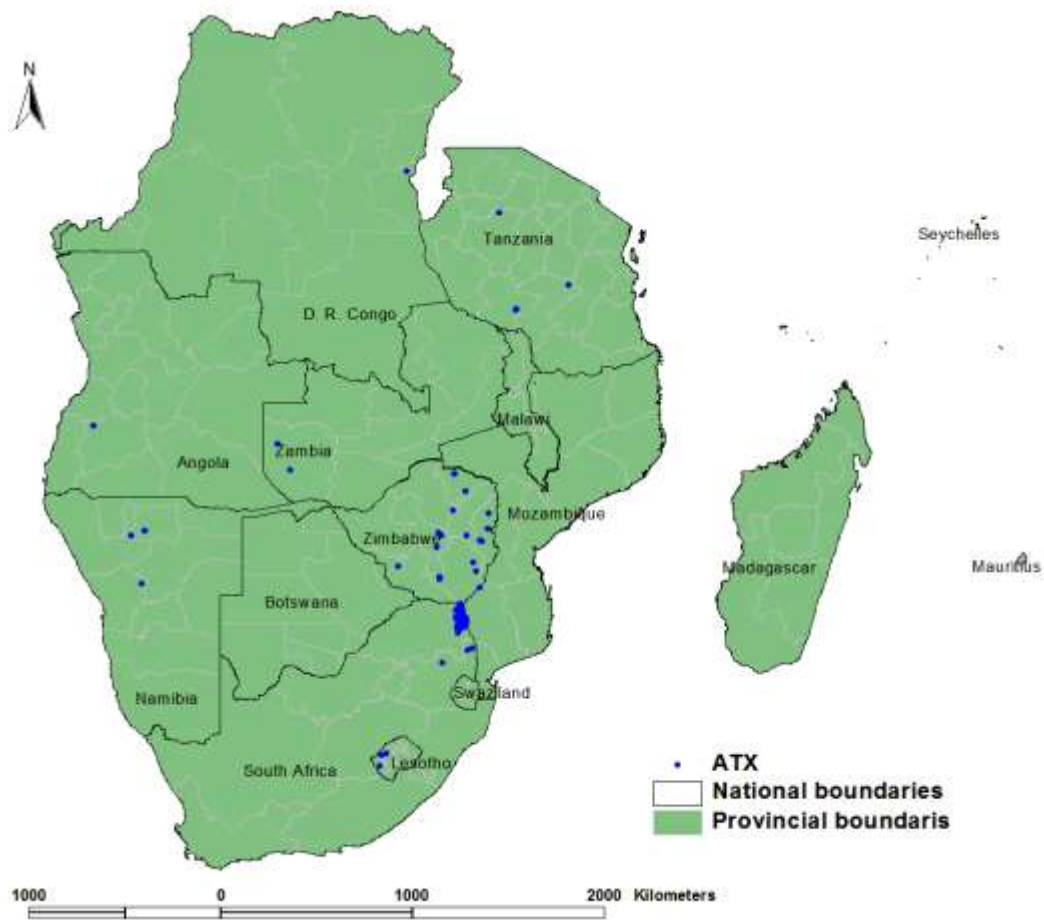 N
Seychelles
Tanzania
D. R. Congo
Malawi
Zambia
Angola
Mozambique
Zimbabwe
Madagascar
Mauritius
Botswana
Namibia
Swaziland
Lesotho
South Africa
ATX
National boundaries
Provincial boundaris
1000 0 1000 2000 Kilometers